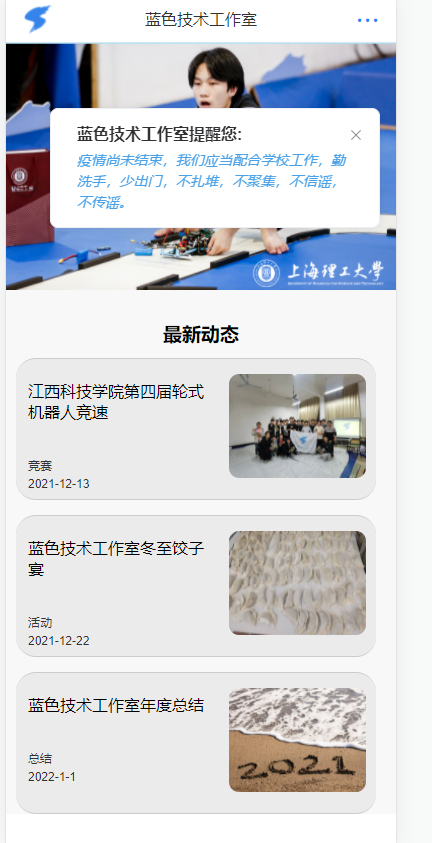 蓝色技术工作室
蓝色技术工作室提醒您:
疫情尚未结束，我们应当配合学校工作，勤
洗手，少出门，不扎堆，不聚集，不信谣，
不传谣。
上海理工大学
最新动态
江西科技学院第四届轮式
机器人竞速
竞赛
2021-12-13
蓝色技术工作室冬至饺子
宴
活动
2021-12-22
蓝色技术工作室年度总结
总结
2022-1-1
2021